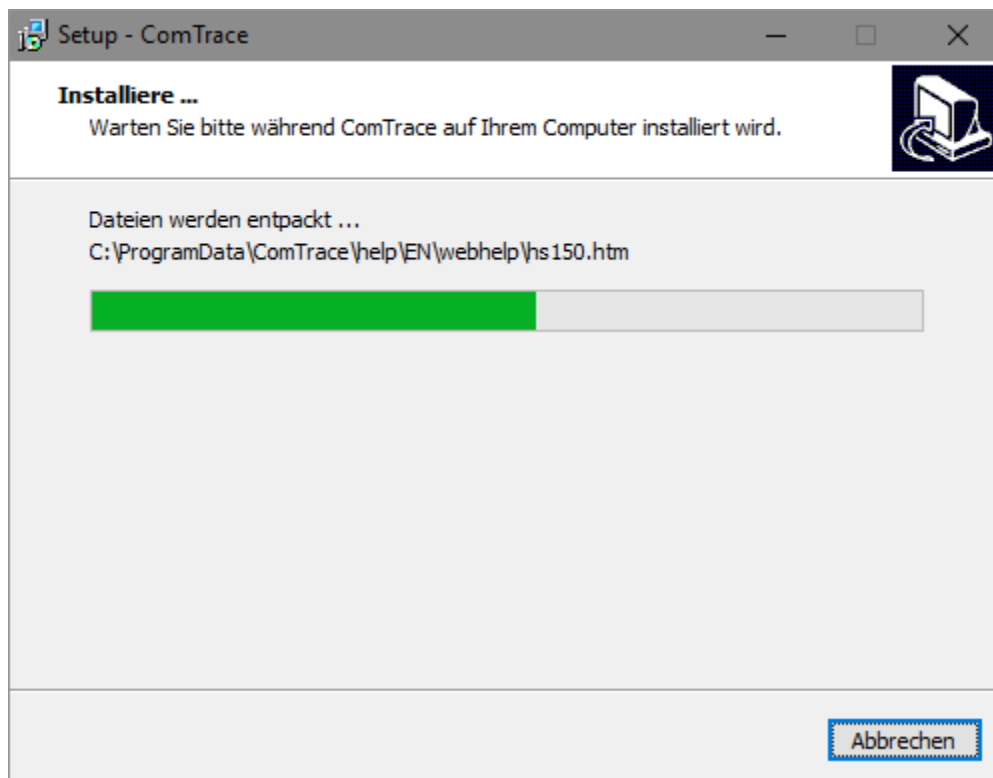 Setup - ComTrace
Installiere ...
Warten Sie bitte während ComTrace auf Ihrem Computer installiert wird.
Dateien werden entpackt ...
C:\ProgramData\ComTrace\help\EN\webhelp\hs150.htm
Abbrechen